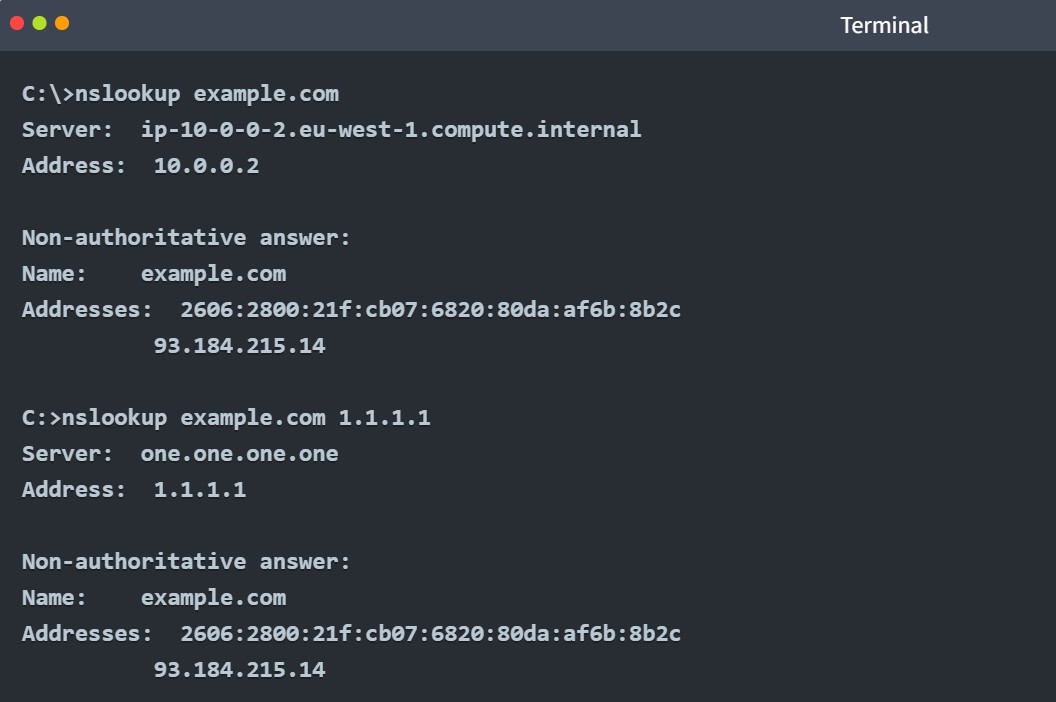 Terminal
C:\>nslookup example.com
Server:  ip-10-0-0-2.eu-west-1.compute.internal
Address:  10.0.0.2
Non-authoritative answer:
Name:    example.com
Addresses:  2606:2800:21f:cb07:6820:80da:af6b:8b2c
          93.184.215.14
C:>nslookup example.com 1.1.1.1
Server:  one.one.one.one
Address:  1.1.1.1
Non-authoritative answer:
Name:    example.com
Addresses:  2606:2800:21f:cb07:6820:80da:af6b:8b2c
          93.184.215.14